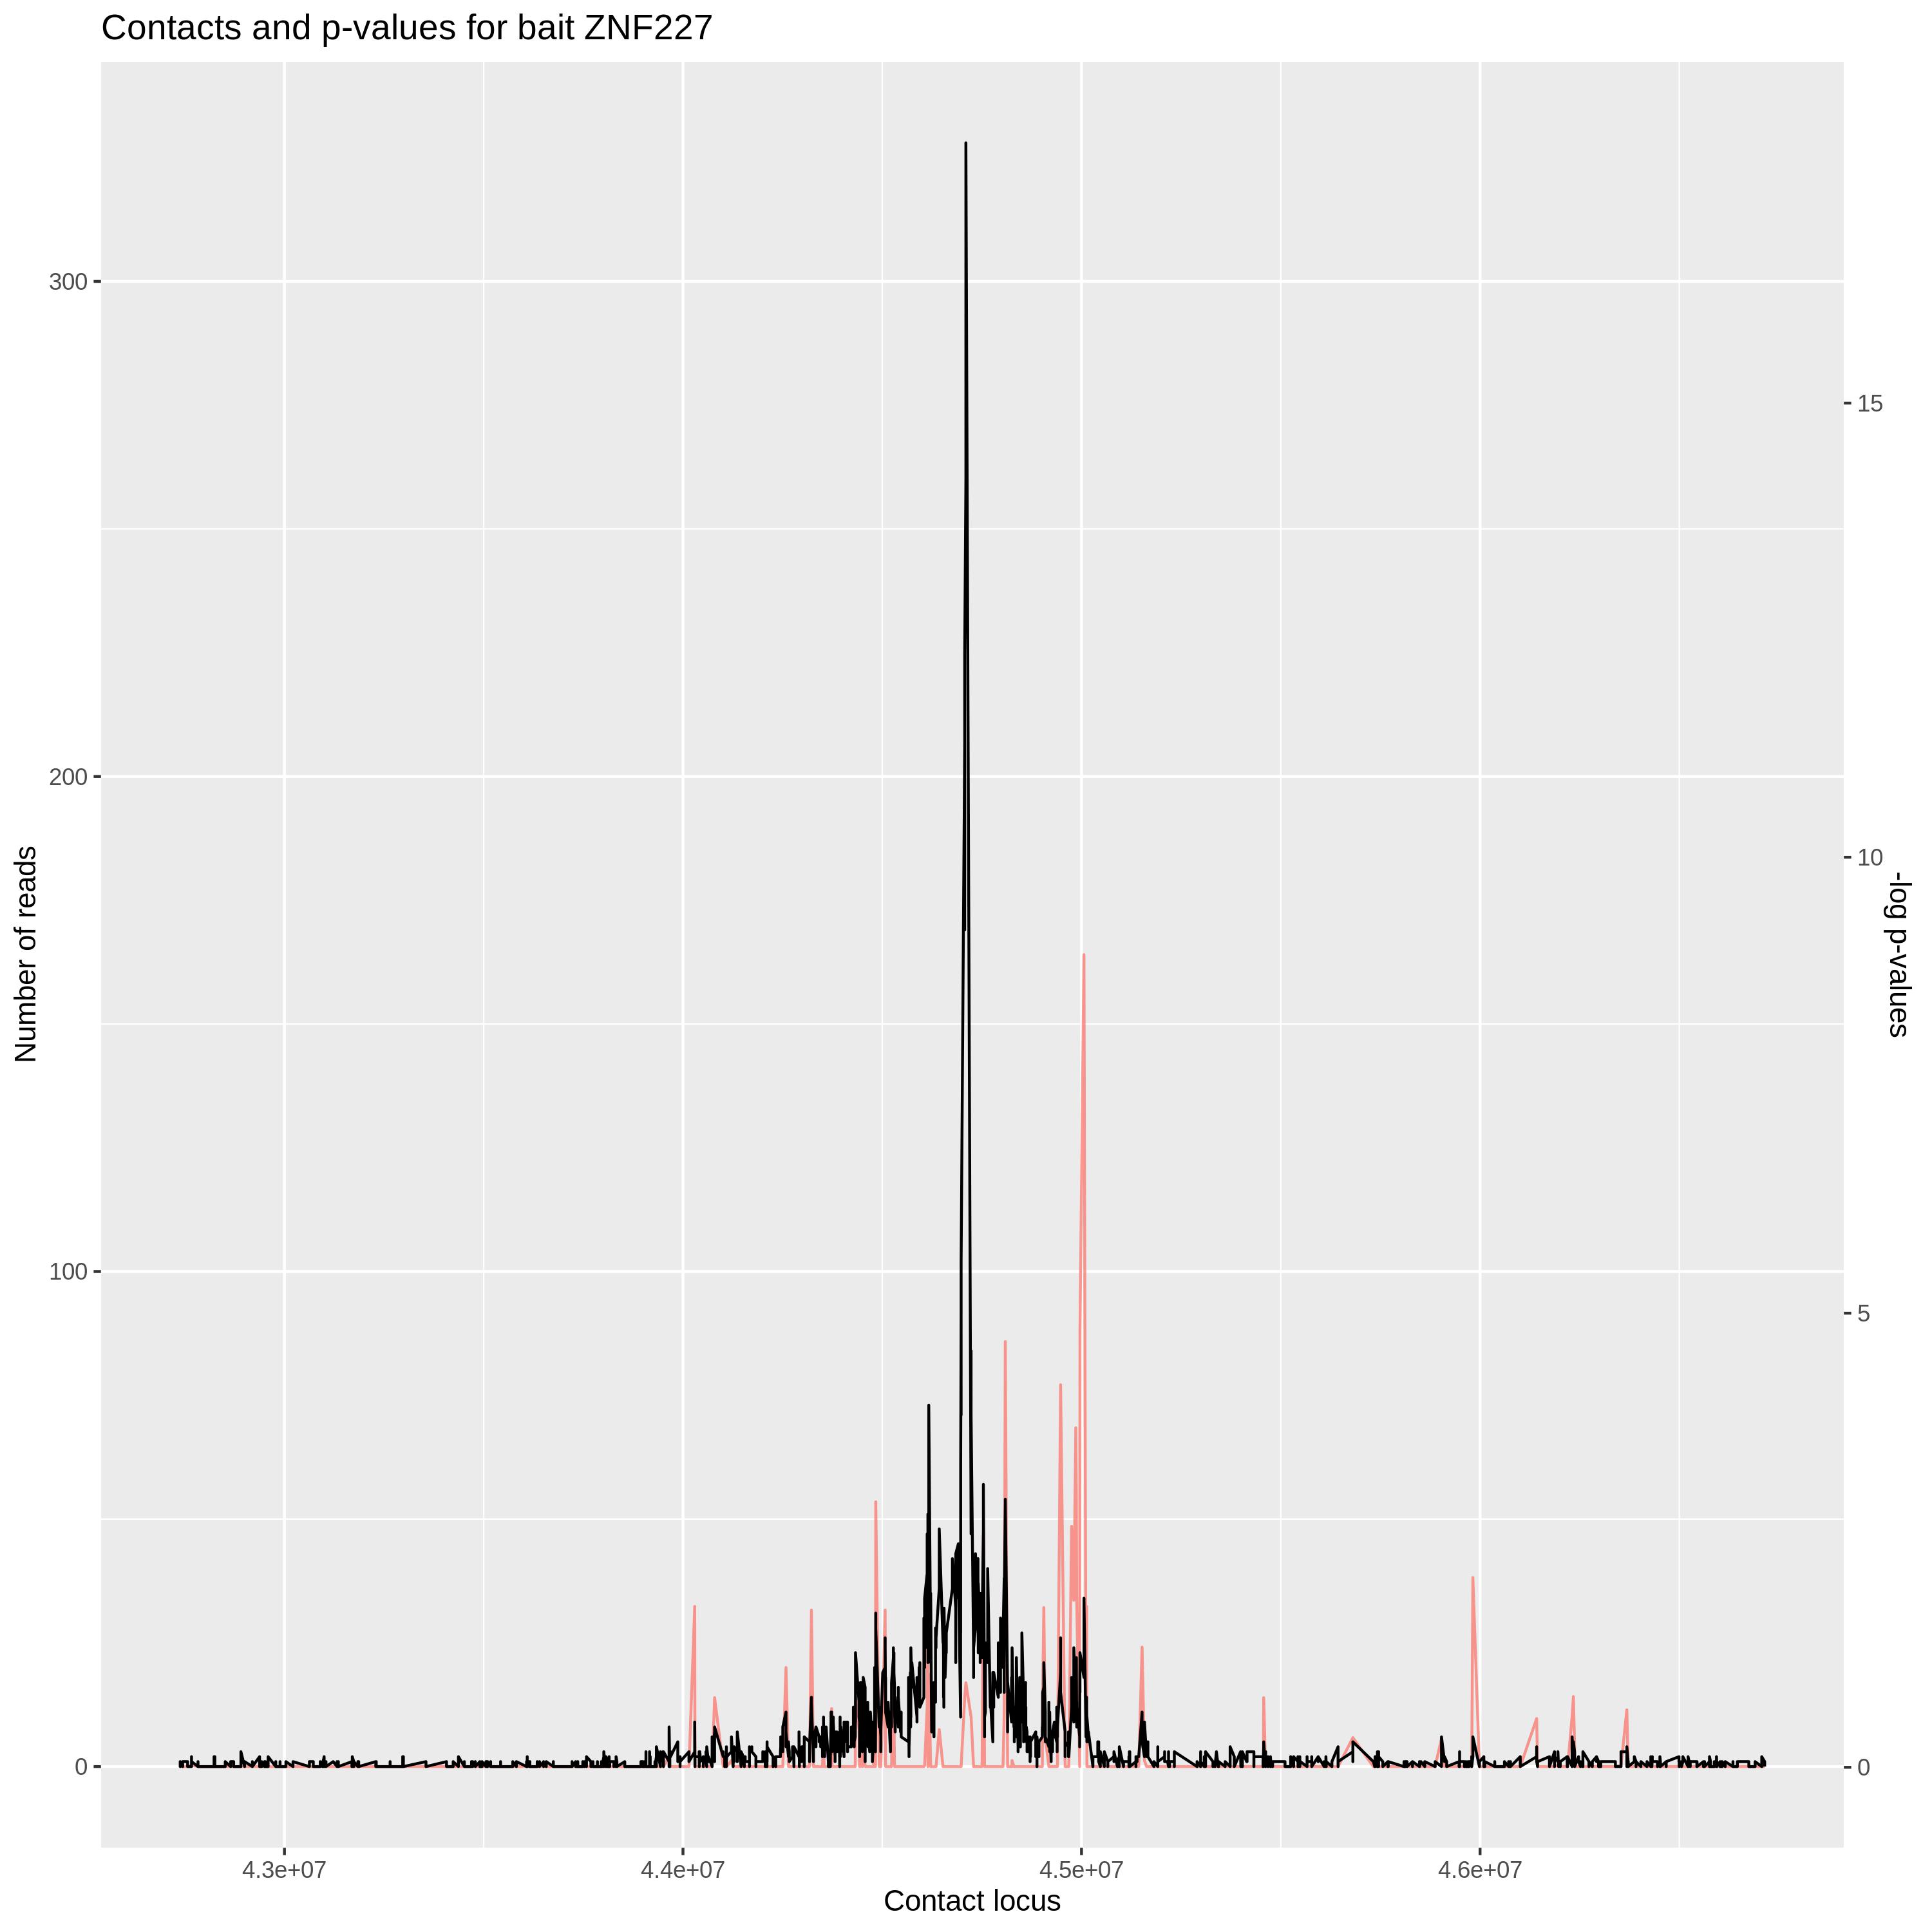 Contacts and p-values for bait ZNF227
300
200
100
0
15
10
5
0
Number of reads
-log p-values
4.3e+07 4.4e+07 4.5e+07 4.6e+07
Contact locus